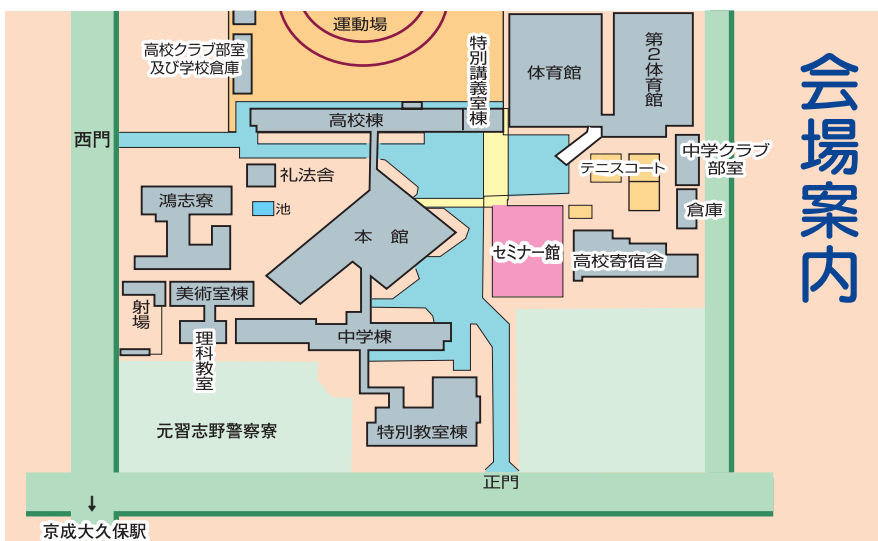 会場案内
運動場
高校クラブ部室
及び学校倉庫
特別講義室棟
体育館
第2体育館
高校棟
西門
中学クラブ
部室
テニスコート
礼法舎
鴻志寮
池
倉庫
本館
セミナー館
高校寄宿舎
美術室棟
射場
中学棟
理科教室
元習志野警察寮
特別教室棟
正門
↓
京成大久保駅